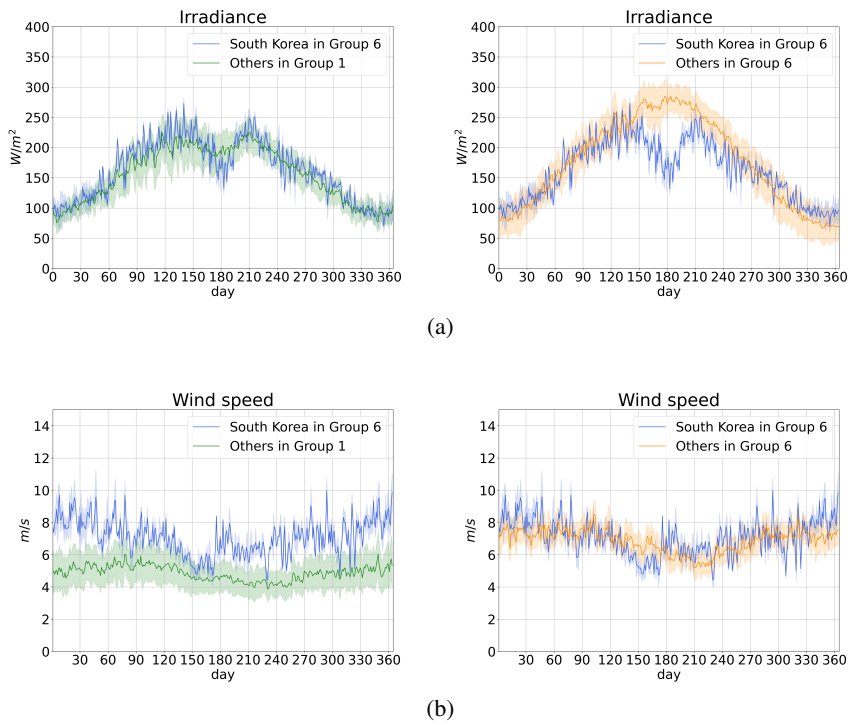 Irradiance
400
350
300
250
200
150
100
50
0
W/m²
South Korea in Group 6
Others in Group 1
0 30 60 90 120 150 180 210 240 270 300 330 360
day
Irradiance
400
350
300
250
200
150
100
50
0
W/m²
South Korea in Group 6
Others in Group 6
0 30 60 90 120 150 180 210 240 270 300 330 360
day
(a)
Wind speed
14
12
10
8
6
4
2
0
m/s
South Korea in Group 6
Others in Group 1
30 60 90 120 150 180 210 240 270 300 330 360
day
Wind speed
14
12
10
8
6
4
2
0
m/s
South Korea in Group 6
Others in Group 6
30 60 90 120 150 180 210 240 270 300 330 360
day
(b)